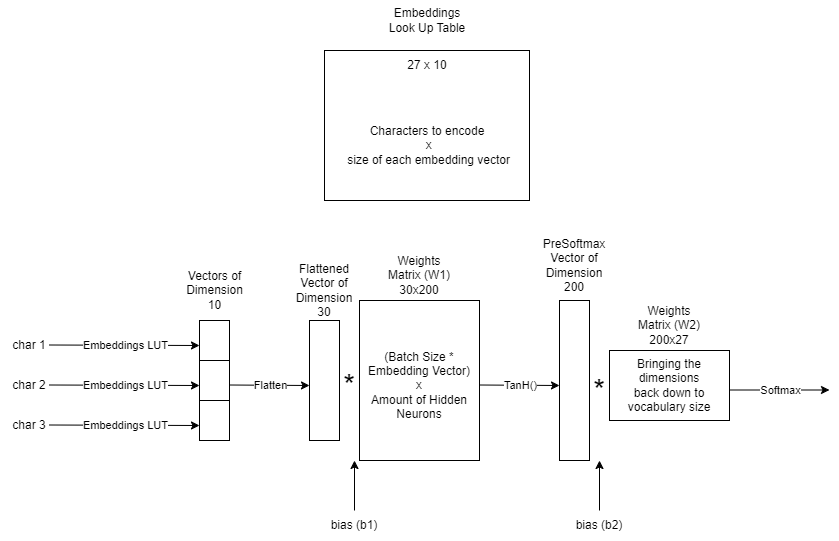 Embeddings
Look Up Table
27 x 10
Characters to encode
x
size of each embedding vector
Vectors of
Dimension
10
Flattened
Vector of
Dimension
30
Weights
Matrix (W1)
30x200
PreSoftmax
Vector of
Dimension
200
Weights
Matrix (W2)
200x27
char 1
Embeddings LUT
char 2
Embeddings LUT
char 3
Embeddings LUT
Flatten
*
(Batch Size *
Embedding Vector)
x
Amount of Hidden
Neurons
TanH()
*
Bringing the
dimensions
back down to
vocabulary size
Softmax
bias (b1)
bias (b2)